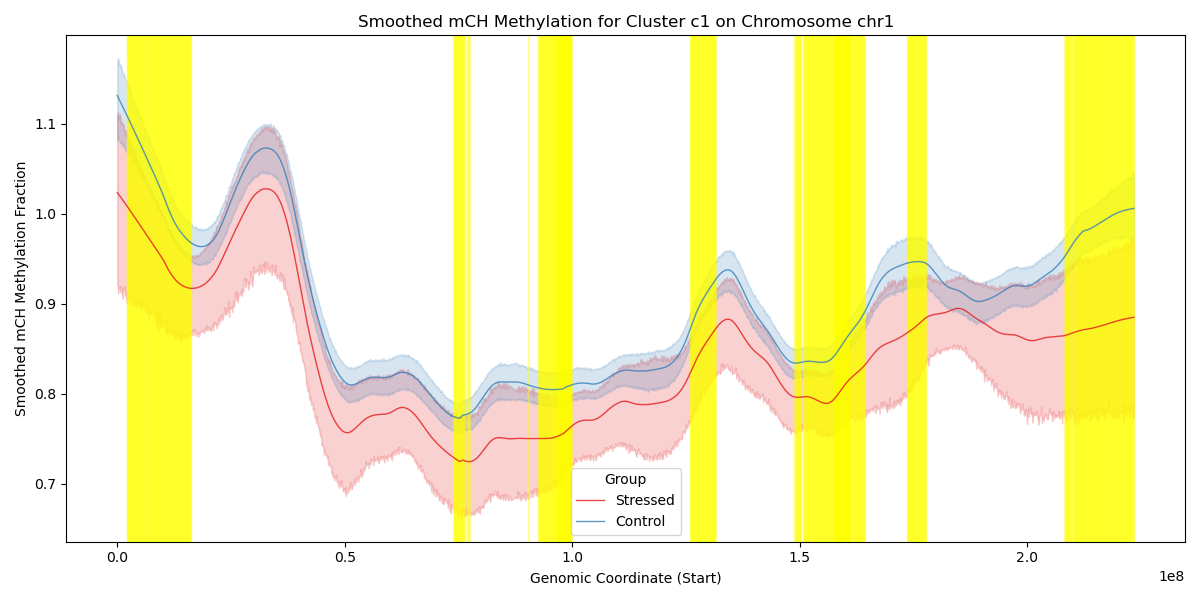 Smoothed mCH Methylation for Cluster c1 on Chromosome chr1
Smoothed mCH Methylation Fraction
1.1
1.0
0.9
0.8
0.7
Group
Stressed
Control
0.0
0.5
1.0
1.5
2.0
1e8
Genomic Coordinate (Start)